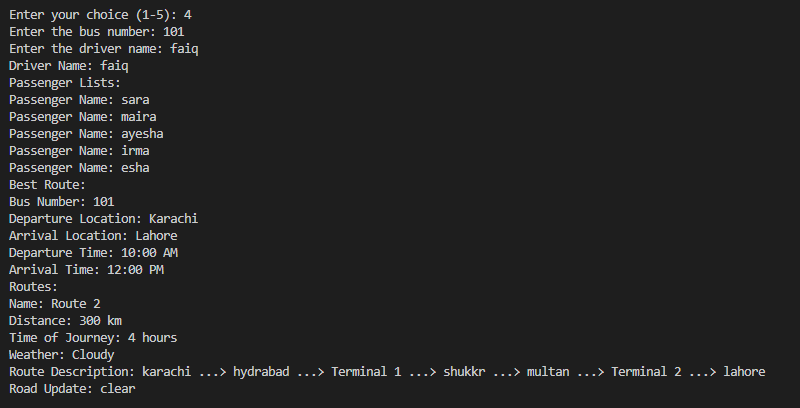 Enter your choice (1-5): 4
Enter the bus number: 101
Enter the driver name: faiq
Driver Name: faiq
Passenger Lists:
Passenger Name: sara
Passenger Name: maira
Passenger Name: ayesha
Passenger Name: irma
Passenger Name: esha
Best Route:
Bus Number: 101
Departure Location: Karachi
Arrival Location: Lahore
Departure Time: 10:00 AM
Arrival Time: 12:00 PM
Routes:
Name: Route 2
Distance: 300 km
Time of Journey: 4 hours
Weather: Cloudy
Route Description: karachi ...> hydrabad ...> Terminal 1 ...> shukkr ...> multan ...> Terminal 2 ...> lahore
Road Update: clear